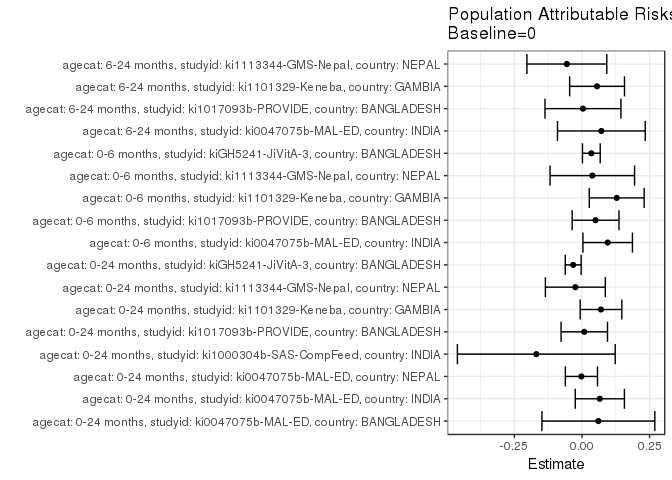 Population Attributable Risks
Baseline=0
agecat: 6-24 months, studyid: ki1113344-GMS-Nepal, country: NEPAL
agecat: 6-24 months, studyid: ki1101329-Keneba, country: GAMBIA
agecat: 6-24 months, studyid: ki1017093b-PROVIDE, country: BANGLADESH
agecat: 6-24 months, studyid: ki0047075b-MAL-ED, country: INDIA
agecat: 0-6 months, studyid: kiGH5241-JiVitA-3, country: BANGLADESH
agecat: 0-6 months, studyid: ki1113344-GMS-Nepal, country: NEPAL
agecat: 0-6 months, studyid: ki1101329-Keneba, country: GAMBIA
agecat: 0-6 months, studyid: ki1017093b-PROVIDE, country: BANGLADESH
agecat: 0-6 months, studyid: ki0047075b-MAL-ED, country: INDIA
agecat: 0-24 months, studyid: kiGH5241-JiVitA-3, country: BANGLADESH
agecat: 0-24 months, studyid: ki1113344-GMS-Nepal, country: NEPAL
agecat: 0-24 months, studyid: ki1101329-Keneba, country: GAMBIA
agecat: 0-24 months, studyid: ki1017093b-PROVIDE, country: BANGLADESH
agecat: 0-24 months, studyid: ki1000304b-SAS-CompFeed, country: INDIA
agecat: 0-24 months, studyid: ki0047075b-MAL-ED, country: NEPAL
agecat: 0-24 months, studyid: ki0047075b-MAL-ED, country: INDIA
agecat: 0-24 months, studyid: ki0047075b-MAL-ED, country: BANGLADESH
-0.25 0.00 0.25
Estimate